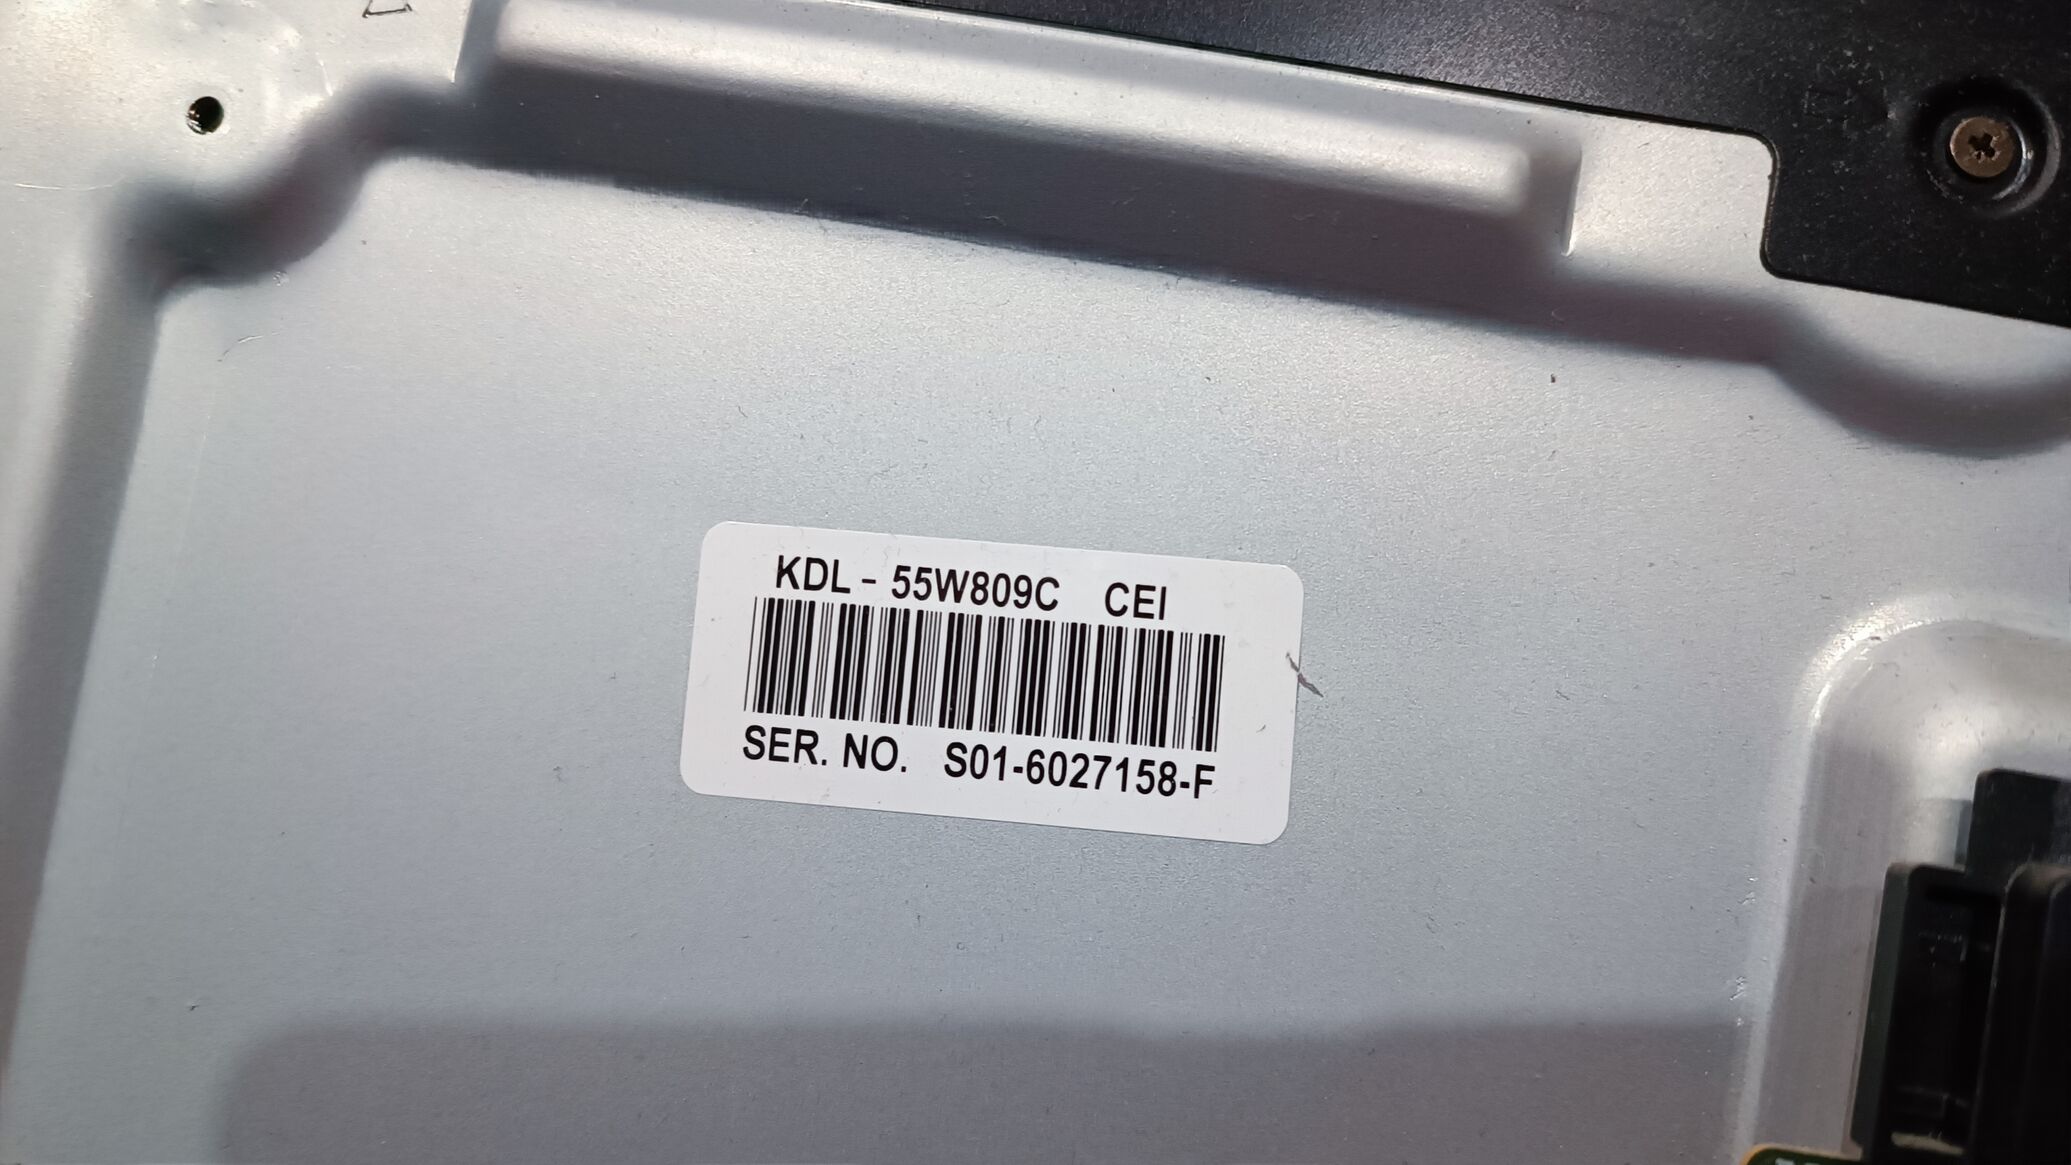 KDL - 55W809C CEI
SER. NO. S01-6027158-F